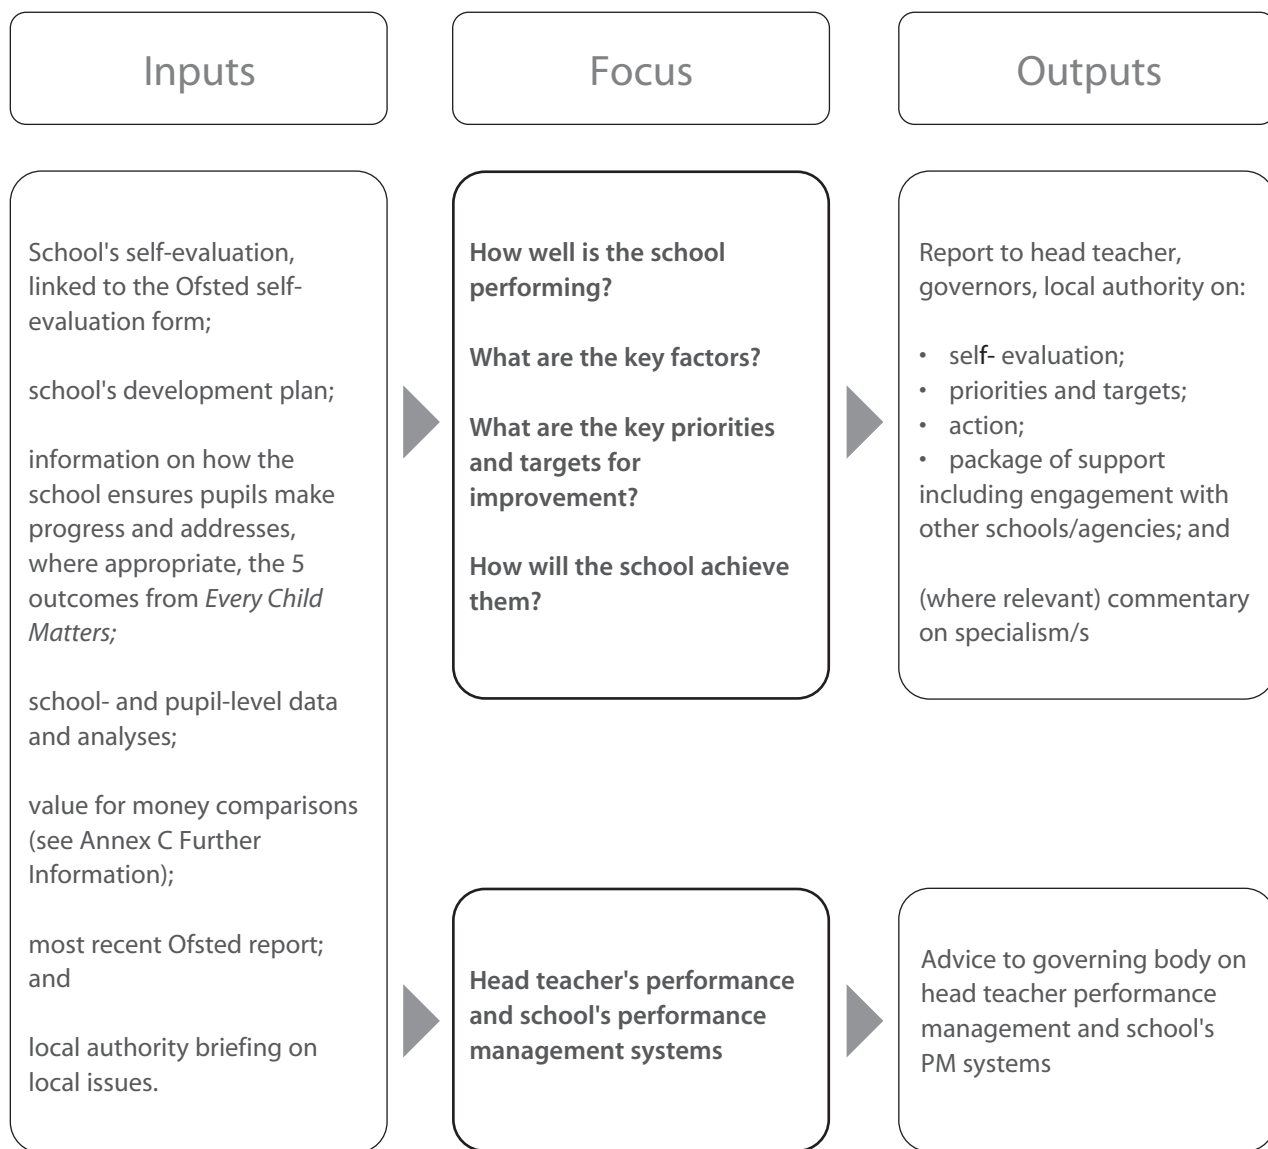 Inputs
Focus
Outputs
School's self-evaluation,
linked to the Ofsted self-
evaluation form;
school's development plan;
information on how the
school ensures pupils make
progress and addresses,
where appropriate, the 5
outcomes from Every Child
Matters;
school- and pupil-level data
and analyses;
value for money comparisons
(see Annex C Further
Information);
most recent Ofsted report;
and
local authority briefing on
local issues.
How well is the school
performing?
What are the key factors?
What are the key priorities
and targets for
improvement?
How will the school achieve
them?
Report to head teacher,
governors, local authority on:
• self- evaluation;
• priorities and targets;
• action;
• package of support
including engagement with
other schools/agencies; and
(where relevant) commentary
on specialism/s
Head teacher's performance
and school's performance
management systems
Advice to governing body on
head teacher performance
management and school's
PM systems